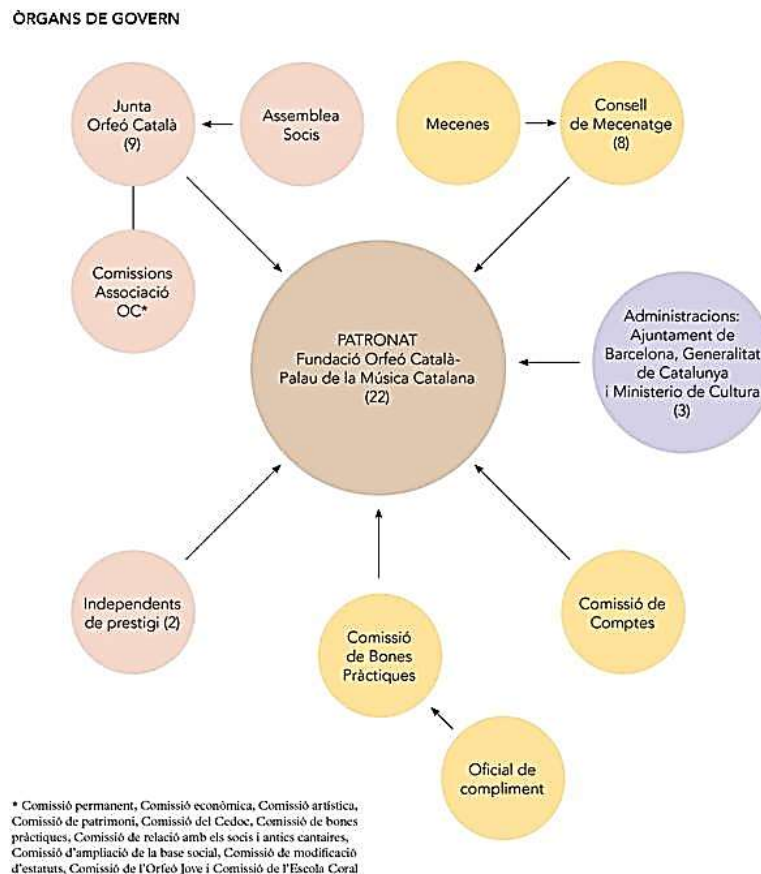 ÒRGANS DE GOVERN
Junta
Orfeó Català
(9)
Assemblea
Socis
Mecenes
Consell
de Mecenatge
(8)
Comissions
Associació
OC*
PATRONAT
Fundació Orfeó Català-
Palau de la Música Catalana
(22)
Administracions:
Ajuntament de
Barcelona, Generalitat
de Catalunya
i Ministerio de Cultura
(3)
Independents
de prestigi (2)
Comissió
de Bones
Pràctiques
Comissió de
Comptes
Oficial de
compliment
* Comissió permanent, Comissió econòmica, Comissió artística,
Comissió de patrimoni, Comissió del Cedoc, Comissió de bones
pràctiques, Comissió de relació amb els socis i antics cantaires,
Comissió d'ampliació de la base social, Comissió de modificació
d'estatuts, Comissió de l'Orfeó Jove i Comissió de l'Escola Coral